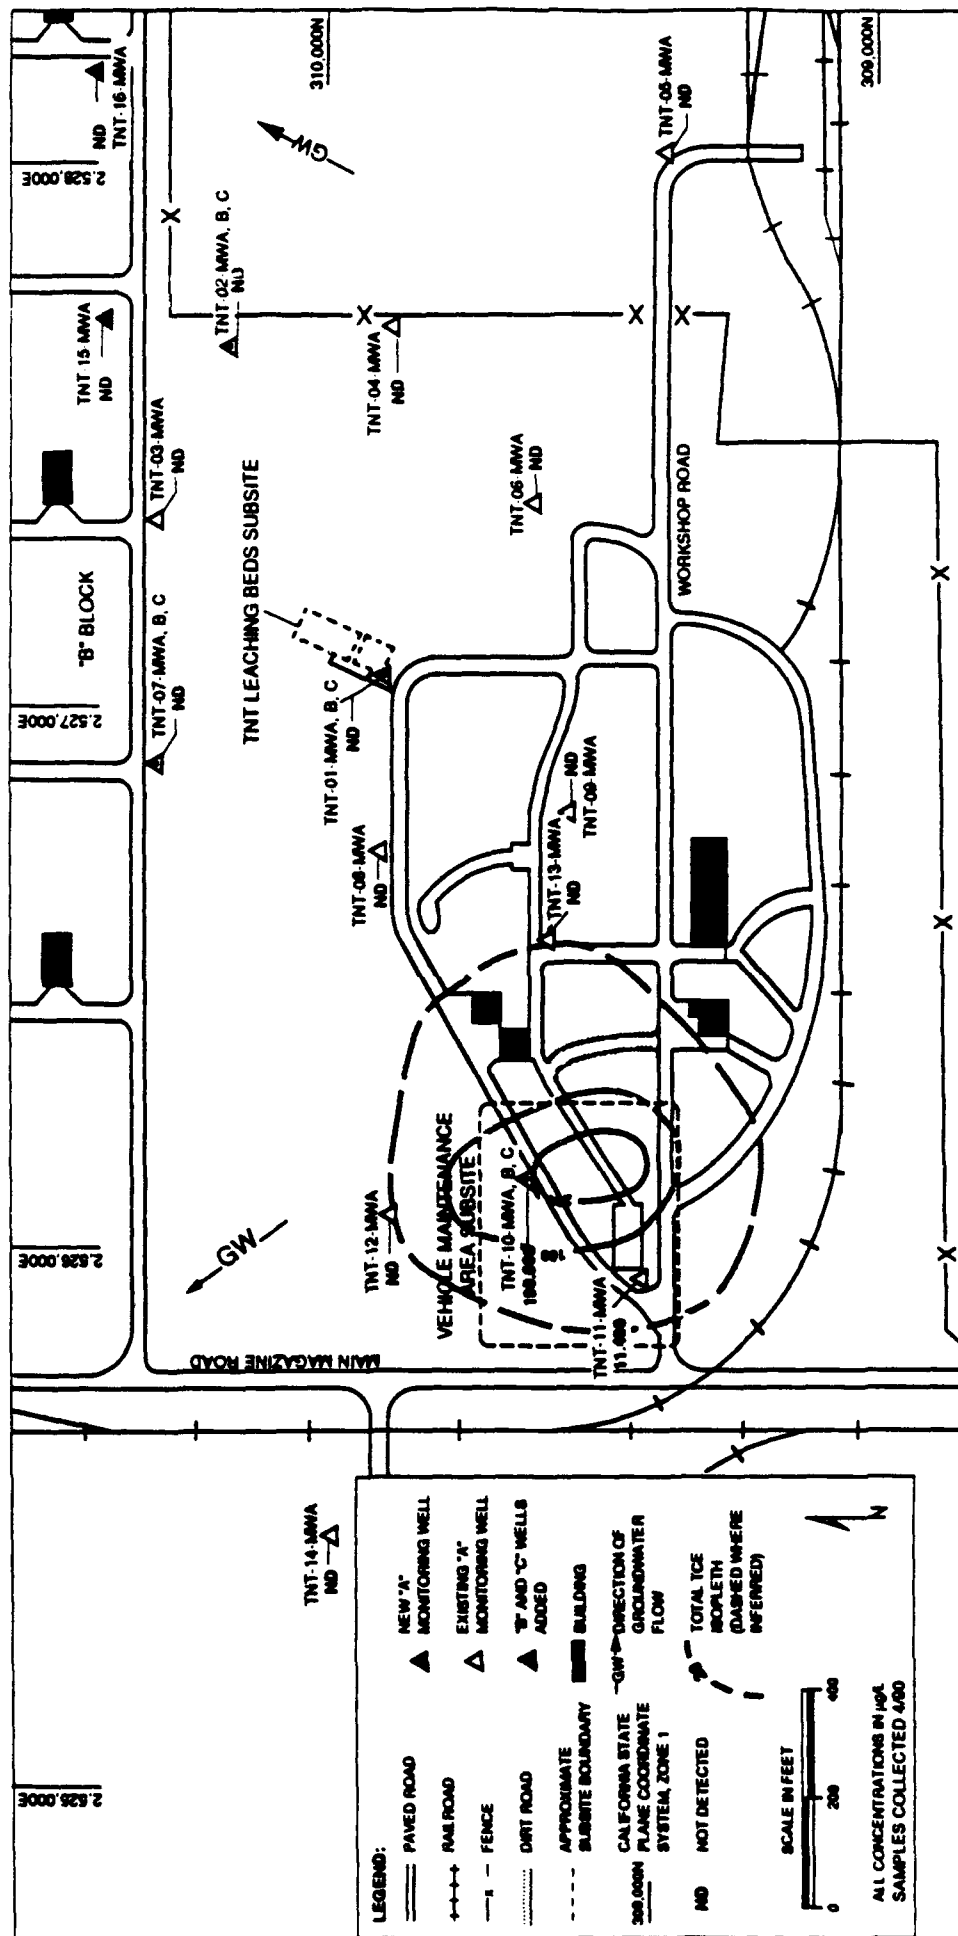 310,000N
309,000N
2,528,000E
2,527,000E
2,526,000E
2,525,000E
ND
TNT-16-MWA
TNT-15-MWA
ND
TNT-02-MWA, B, C
ND
TNT-05-MWA
ND
TNT-04-MWA
ND
TNT-03-MWA
ND
TNT-06-MWA
ND
"B" BLOCK
TNT-07-MWA, B, C
ND
TNT LEACHING BEDS SUBSITE
TNT-01-MWA, B, C
ND
WORKSHOP ROAD
TNT-08-MWA
ND
ND
TNT-09-MWA
TNT-13-MWA
ND
GW
GW
TNT-12-MWA
ND
VEHICLE MAINTENANCE
AREA SUBSITE
TNT-10-MWA, B, C
100
TNT-11-MWA
MAIN MAGAZINE ROAD
TNT-14-MWA
ND
X
X
X
X
X
X
X
LEGEND:
PAVED ROAD
RAILROAD
FENCE
DIRT ROAD
APPROXIMATE
SUBSITE BOUNDARY
309,000N
CALIFORNIA STATE
PLANE COORDINATE
SYSTEM, ZONE 1
ND NOT DETECTED
NEW "A"
MONITORING WELL
EXISTING "A"
MONITORING WELL
"B" AND "C" WELLS
ADDED
BUILDING
GW DIRECTION OF
GROUNDWATER
FLOW
TOTAL TCE
ISOPLETH
(DASHED WHERE
INFERRED)
N
SCALE IN FEET
0 200 400
ALL CONCENTRATIONS IN µg/L
SAMPLES COLLECTED 4/90